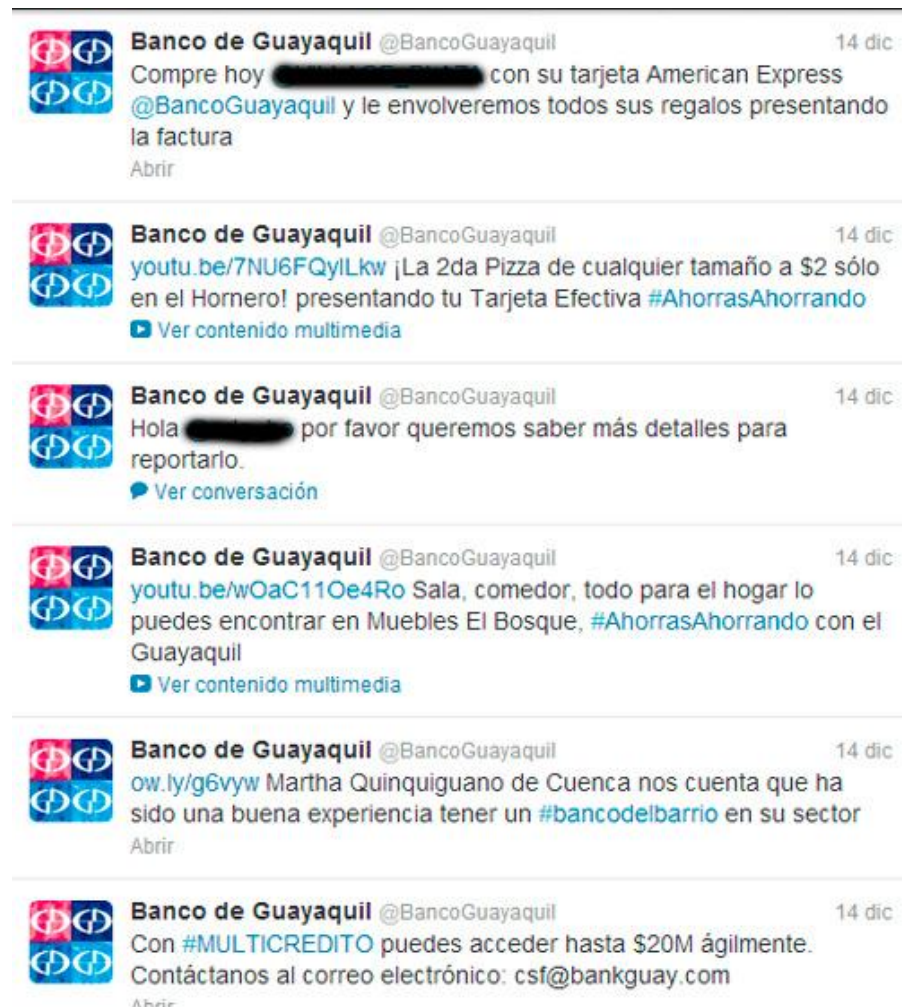 Banco de Guayaquil @BancoGuayaquil 14 dic
Compre hoy con su tarjeta American Express
@BancoGuayaquil y le envolveremos todos sus regalos presentando
la factura
Abrir
Banco de Guayaquil @BancoGuayaquil 14 dic
youtu.be/7NU6FQylLkw ¡La 2da Pizza de cualquier tamaño a $2 sólo
en el Hornero! presentando tu Tarjeta Efectiva #AhorrasAhorrando
Ver contenido multimedia
Banco de Guayaquil @BancoGuayaquil 14 dic
Hola por favor queremos saber más detalles para
reportarlo.
Ver conversación
Banco de Guayaquil @BancoGuayaquil 14 dic
youtu.be/wOaC11Oe4Ro Sala, comedor, todo para el hogar lo
puedes encontrar en Muebles El Bosque, #AhorrasAhorrando con el
Guayaquil
Ver contenido multimedia
Banco de Guayaquil @BancoGuayaquil 14 dic
ow.ly/g6vyw Martha Quinquiguano de Cuenca nos cuenta que ha
sido una buena experiencia tener un #bancodelbarrio en su sector
Abrir
Banco de Guayaquil @BancoGuayaquil 14 dic
Con #MULTICREDITO puedes acceder hasta $20M ágilmente.
Contáctanos al correo electrónico: csf@bankguay.com
Abrir